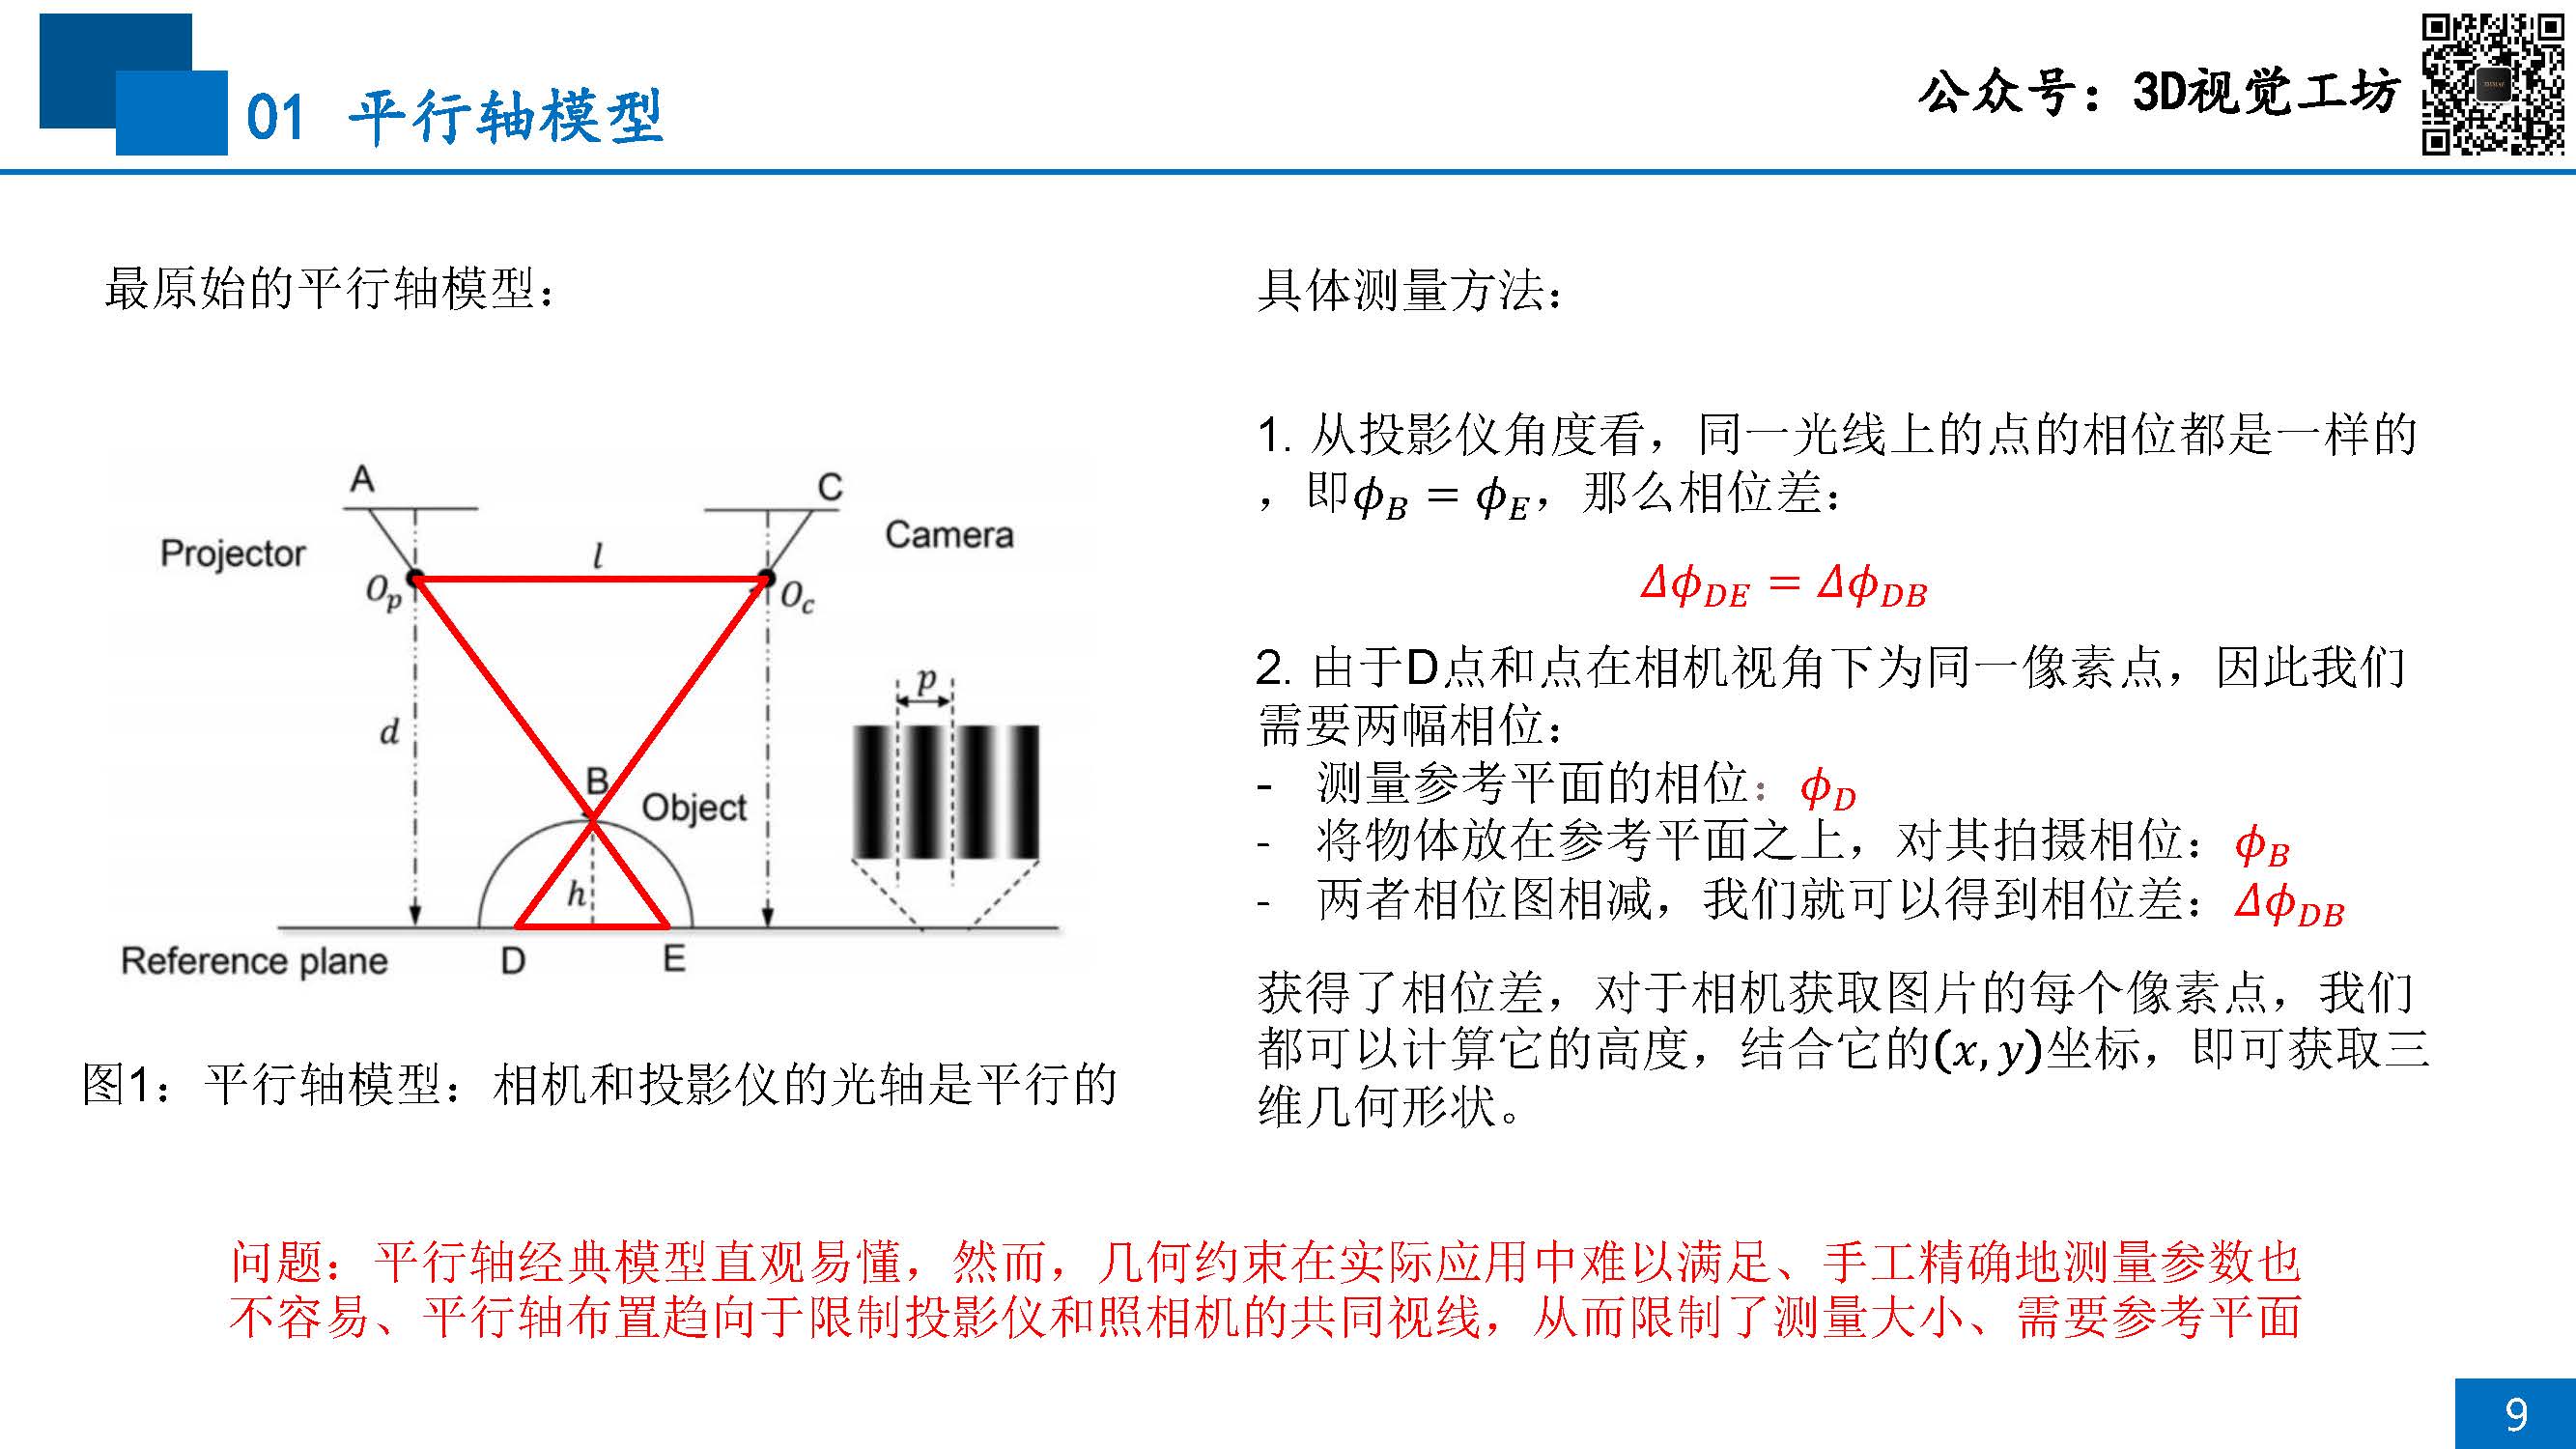 01 平行轴模型
公众号：3D视觉工坊
最原始的平行轴模型：
A
C
Projector
Camera
l
O_p
O_c
p
d
B
Object
h
Reference plane
D
E
图1：平行轴模型：相机和投影仪的光轴是平行的
具体测量方法：
1. 从投影仪角度看，同一光线上的点的相位都是一样的
，即ϕ_B = ϕ_E，那么相位差：
Δϕ_DE = Δϕ_DB
2. 由于D点和点在相机视角下为同一像素点，因此我们
需要两幅相位：
- 测量参考平面的相位：ϕ_D
- 将物体放在参考平面之上，对其拍摄相位：ϕ_B
- 两者相位图相减，我们就可以得到相位差：Δϕ_DB
获得了相位差，对于相机获取图片的每个像素点，我们
都可以计算它的高度，结合它的(x, y)坐标，即可获取三
维几何形状。
问题：平行轴经典模型直观易懂，然而，几何约束在实际应用中难以满足、手工精确地测量参数也
不容易、平行轴布置趋向于限制投影仪和照相机的共同视线，从而限制了测量大小、需要参考平面
9